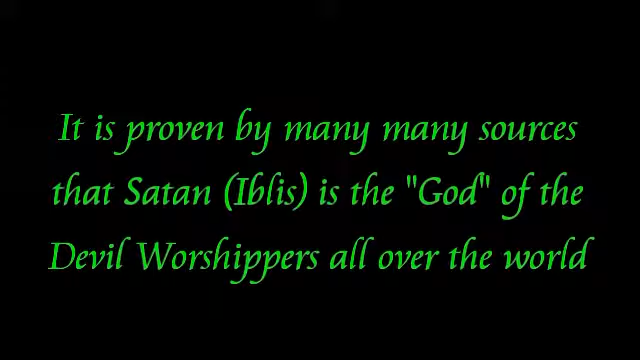 It is proven by many many sources
that Satan (Iblis) is the "God" of the
Devil Worshippers all over the world